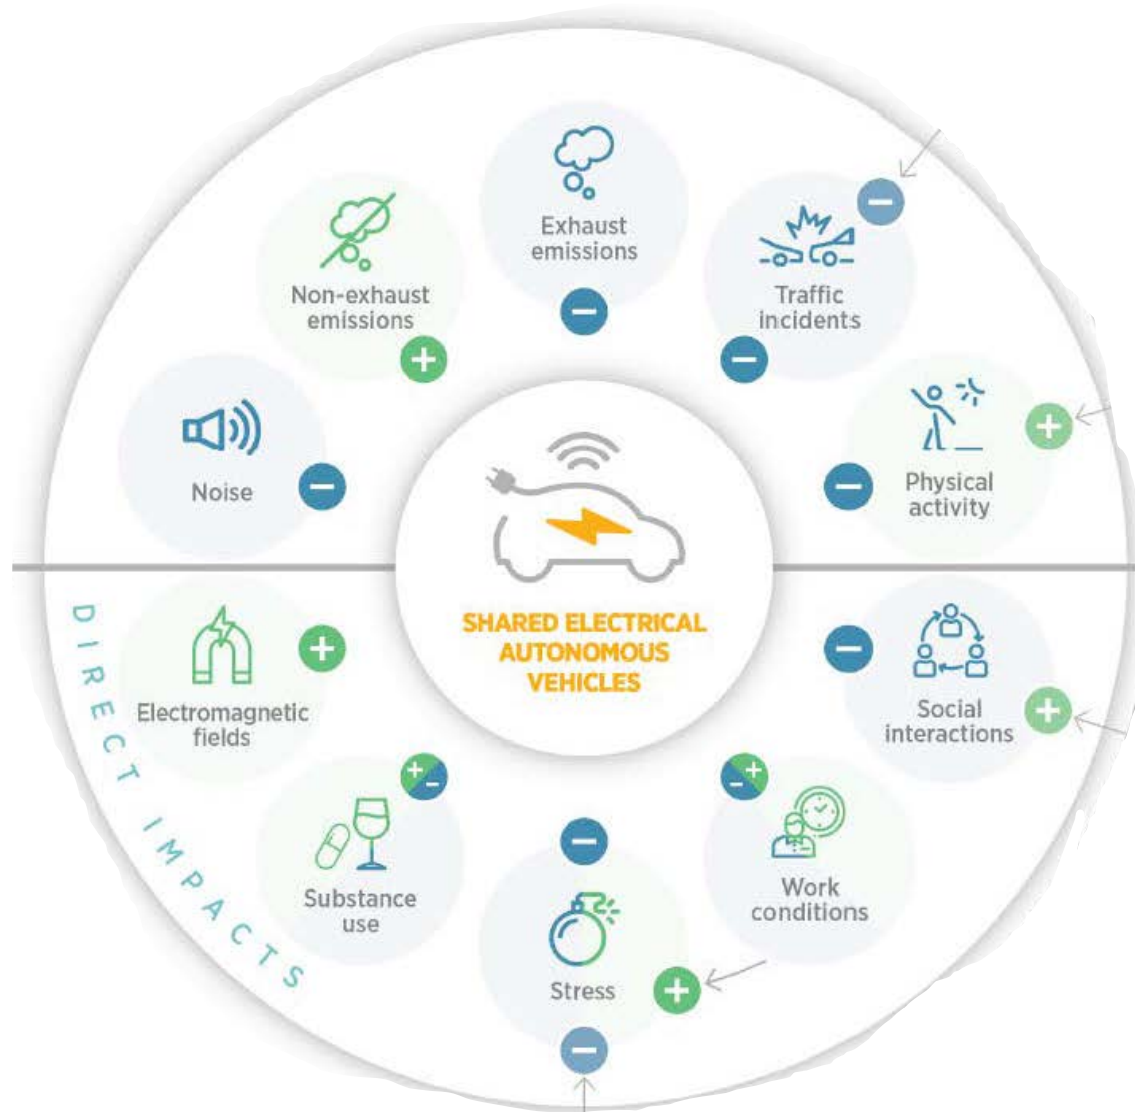 Exhaust
emissions
−
Non-exhaust
emissions
+
Traffic
incidents
−
−
Noise
−
Physical
activity
+
−
SHARED ELECTRICAL
AUTONOMOUS
VEHICLES
DIRECT IMPACTS
Electromagnetic
fields
+
Social
interactions
−
+
Substance
use
+
−
Work
conditions
+
−
Stress
−
+
−